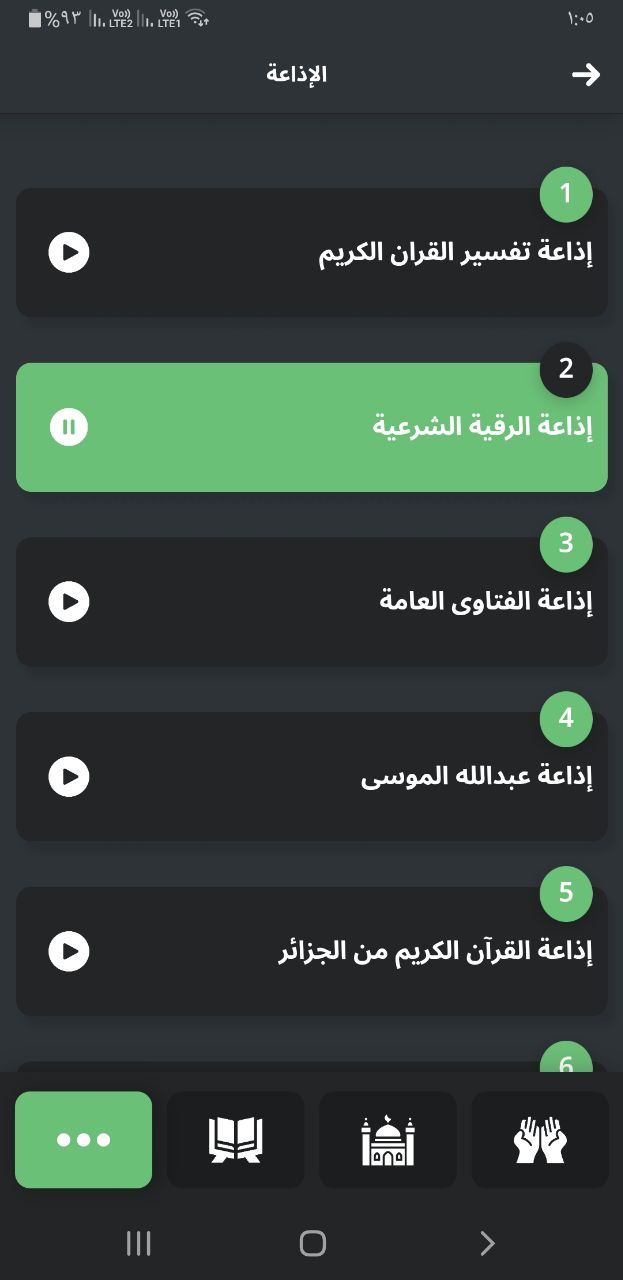 ١:٠٥
Vo)) LTE1
Vo)) LTE2
%٩٣
الإذاعة
1
إذاعة تفسير القران الكريم
2
إذاعة الرقية الشرعية
3
إذاعة الفتاوى العامة
4
إذاعة عبدالله الموسى
5
إذاعة القرآن الكريم من الجزائر
6